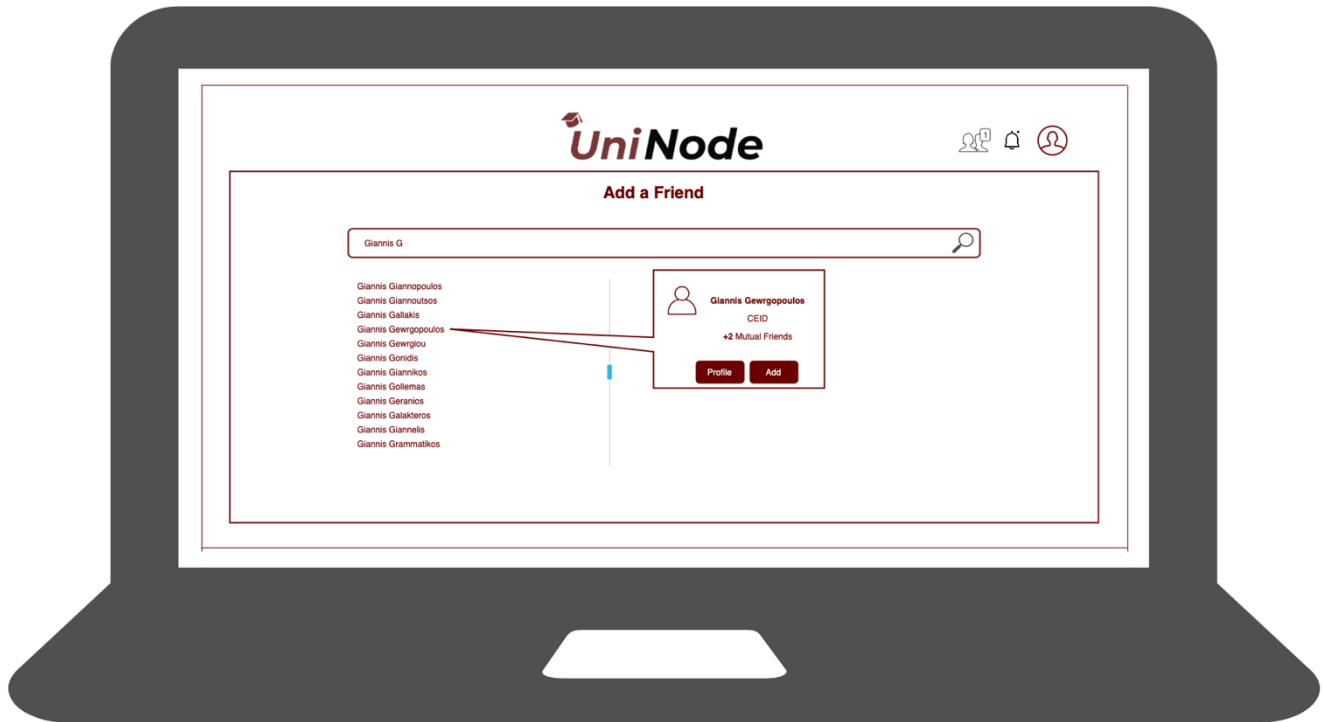 UniNode
1
Add a Friend
Giannis G
Giannis Giannopoulos
Giannis Giannoutsos
Giannis Gallakis
Giannis Gewrgopoulos
Giannis Gewrgiou
Giannis Gonidis
Giannis Giannikos
Giannis Gollemas
Giannis Geranios
Giannis Galakteros
Giannis Giannelis
Giannis Grammatikos
Giannis Gewrgopoulos
CEID
+2 Mutual Friends
Profile Add